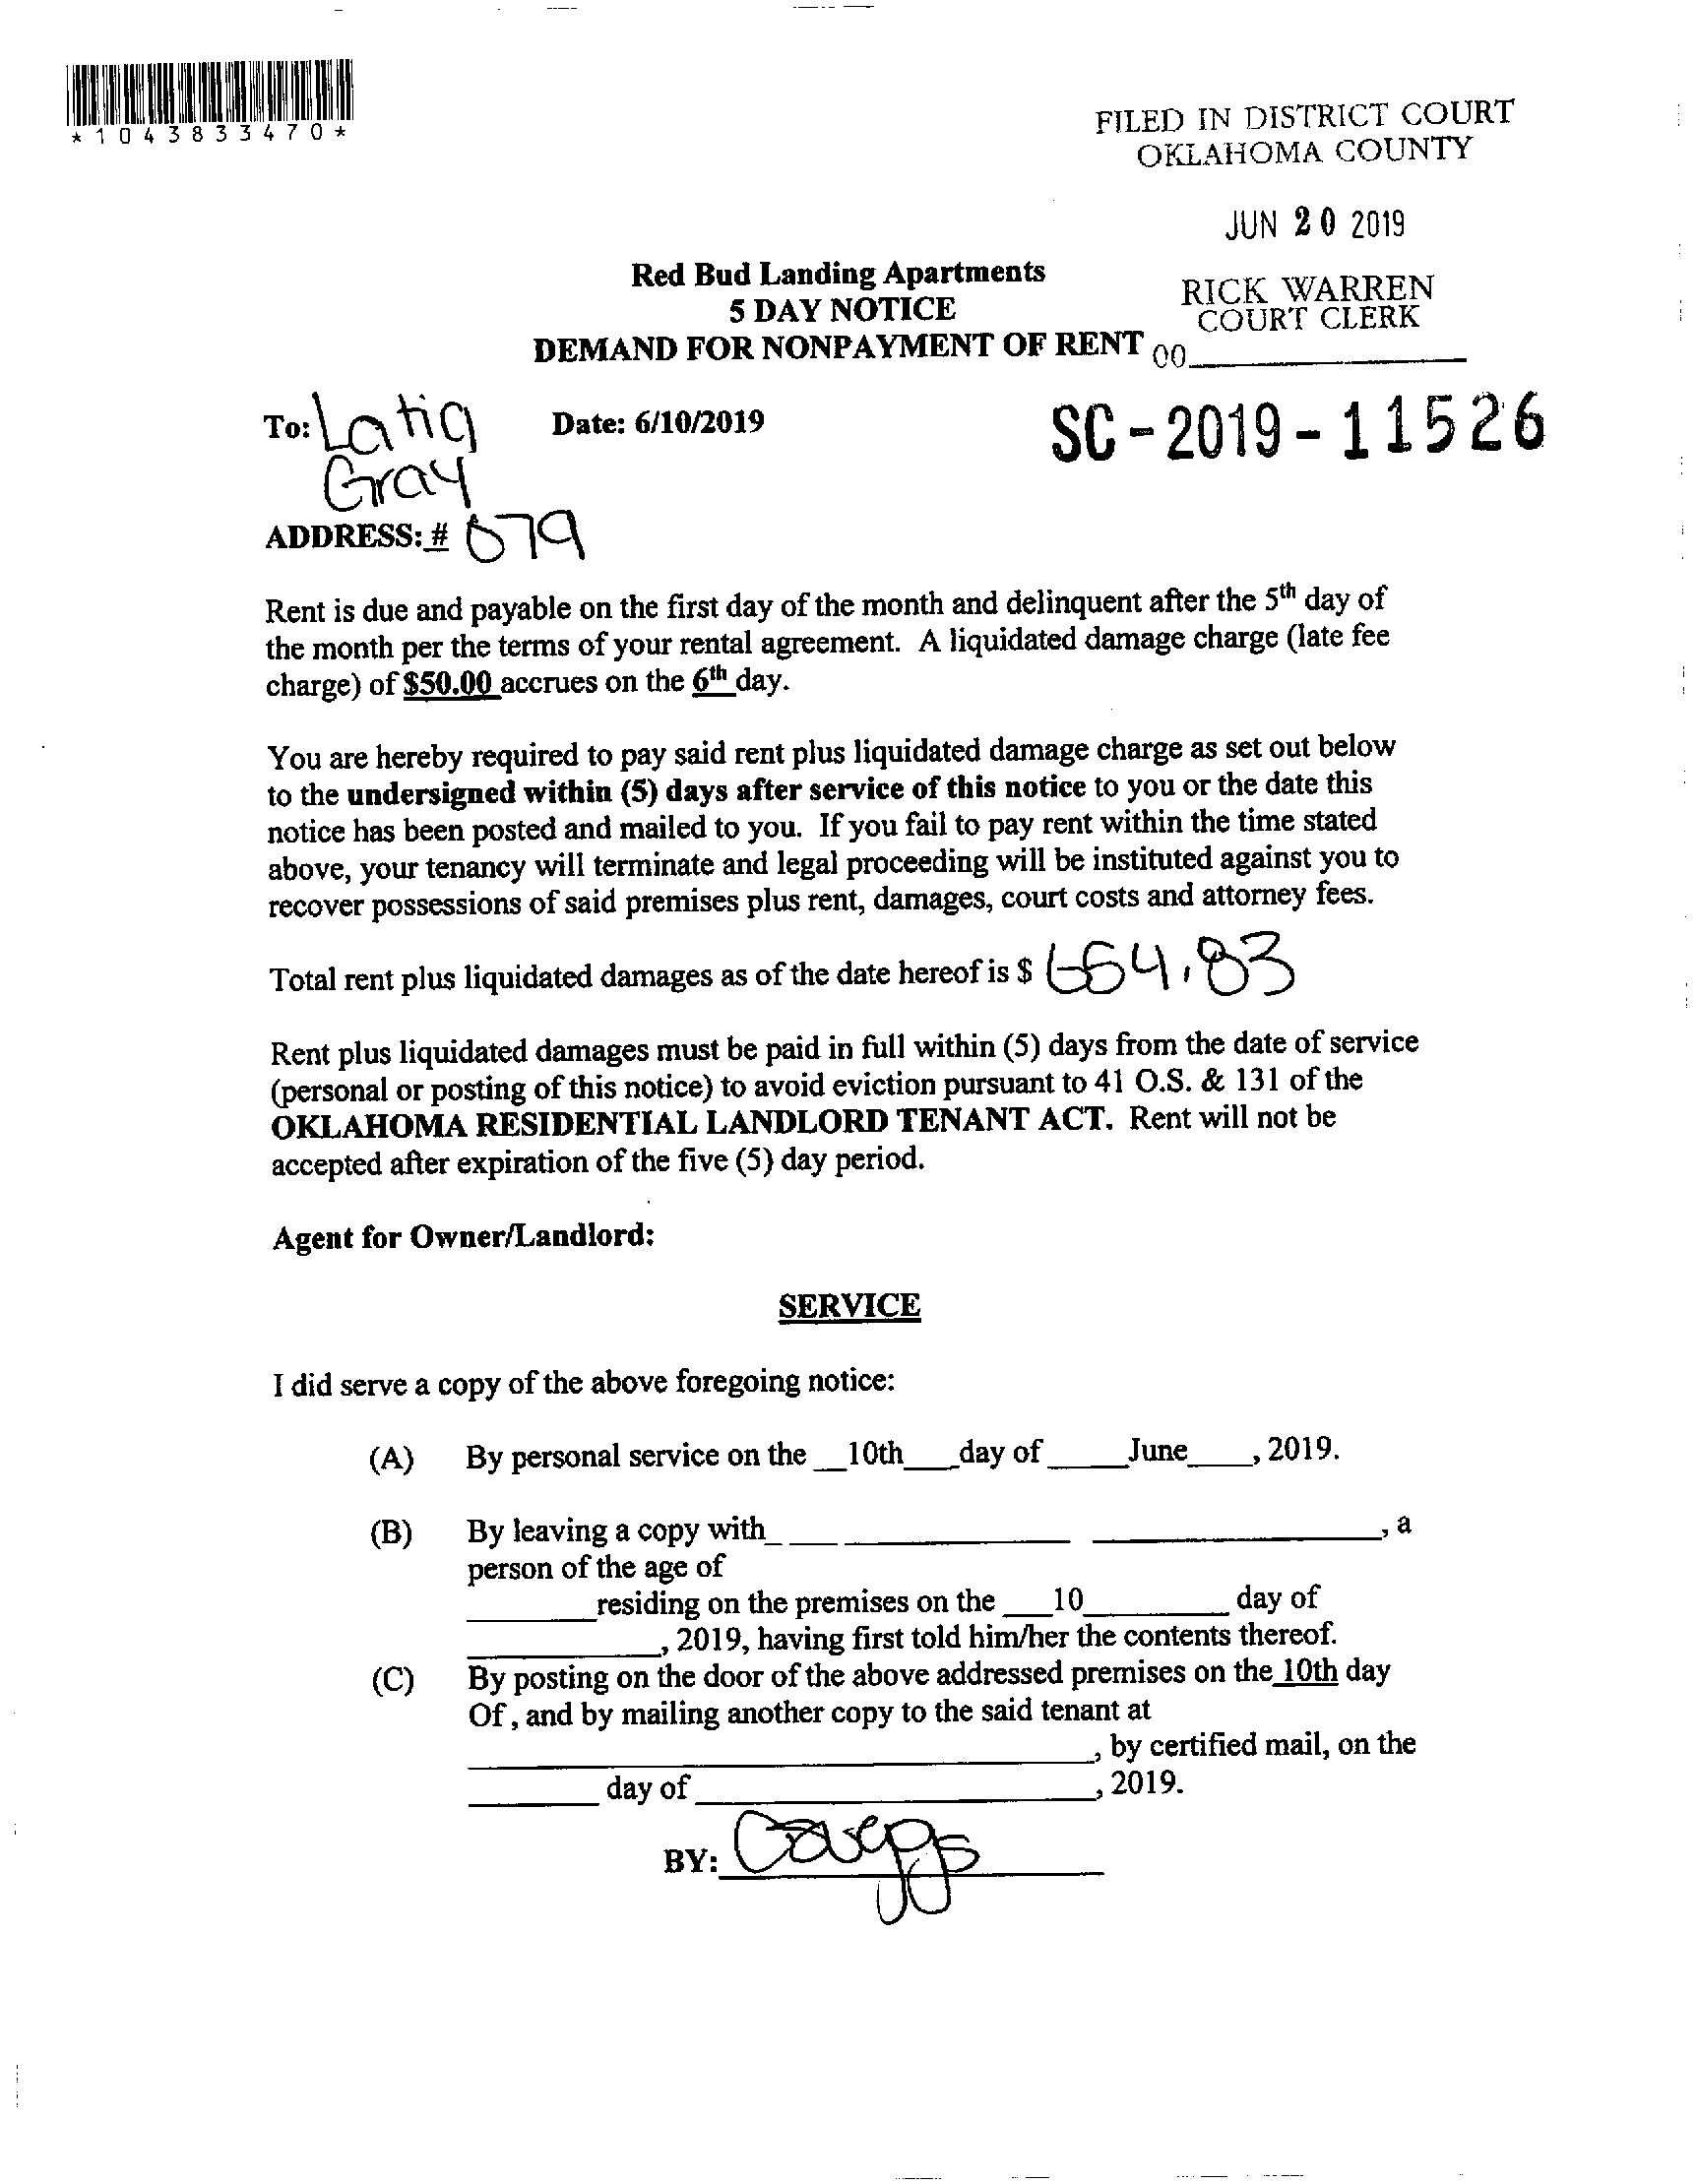 *1043833470*
FILED IN DISTRICT COURT
OKLAHOMA COUNTY
JUN 20 2019
Red Bud Landing Apartments
5 DAY NOTICE
DEMAND FOR NONPAYMENT OF RENT
RICK WARREN
COURT CLERK
00
To: Latia Date: 6/10/2019
Gray
SC-2019-11526
ADDRESS: # 079
Rent is due and payable on the first day of the month and delinquent after the 5th day of
the month per the terms of your rental agreement. A liquidated damage charge (late fee
charge) of $50.00 accrues on the 6th day.
You are hereby required to pay said rent plus liquidated damage charge as set out below
to the undersigned within (5) days after service of this notice to you or the date this
notice has been posted and mailed to you. If you fail to pay rent within the time stated
above, your tenancy will terminate and legal proceeding will be instituted against you to
recover possessions of said premises plus rent, damages, court costs and attorney fees.
Total rent plus liquidated damages as of the date hereof is $ 654.83
Rent plus liquidated damages must be paid in full within (5) days from the date of service
(personal or posting of this notice) to avoid eviction pursuant to 41 O.S. & 131 of the
OKLAHOMA RESIDENTIAL LANDLORD TENANT ACT. Rent will not be
accepted after expiration of the five (5) day period.
Agent for Owner/Landlord:
SERVICE
I did serve a copy of the above foregoing notice:
(A) By personal service on the __10th___day of _____June____, 2019.
(B) By leaving a copy with_ ___ ______________ __________________, a
person of the age of
________residing on the premises on the ___10_________ day of
____________, 2019, having first told him/her the contents thereof.
(C) By posting on the door of the above addressed premises on the 10th day
Of , and by mailing another copy to the said tenant at
_______________________________________, by certified mail, on the
________ day of _________________________, 2019.
BY: